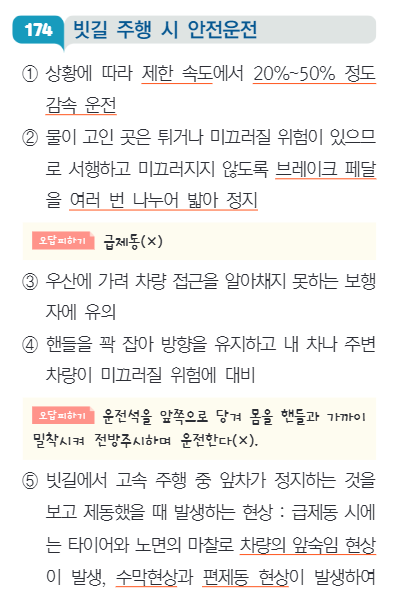 174 빗길 주행 시 안전운전
① 상황에 따라 제한 속도에서 20%~50% 정도
감속 운전
② 물이 고인 곳은 튀거나 미끄러질 위험이 있으므
로 서행하고 미끄러지지 않도록 브레이크 페달
을 여러 번 나누어 밟아 정지
오답피하기 급제동(×)
③ 우산에 가려 차량 접근을 알아채지 못하는 보행
자에 유의
④ 핸들을 꽉 잡아 방향을 유지하고 내 차나 주변
차량이 미끄러질 위험에 대비
오답피하기 운전석을 앞쪽으로 당겨 몸을 핸들과 가까이
밀착시켜 전방주시하며 운전한다(×).
⑤ 빗길에서 고속 주행 중 앞차가 정지하는 것을
보고 제동했을 때 발생하는 현상 : 급제동 시에
는 타이어와 노면의 마찰로 차량의 앞숙임 현상
이 발생, 수막현상과 편제동 현상이 발생하여